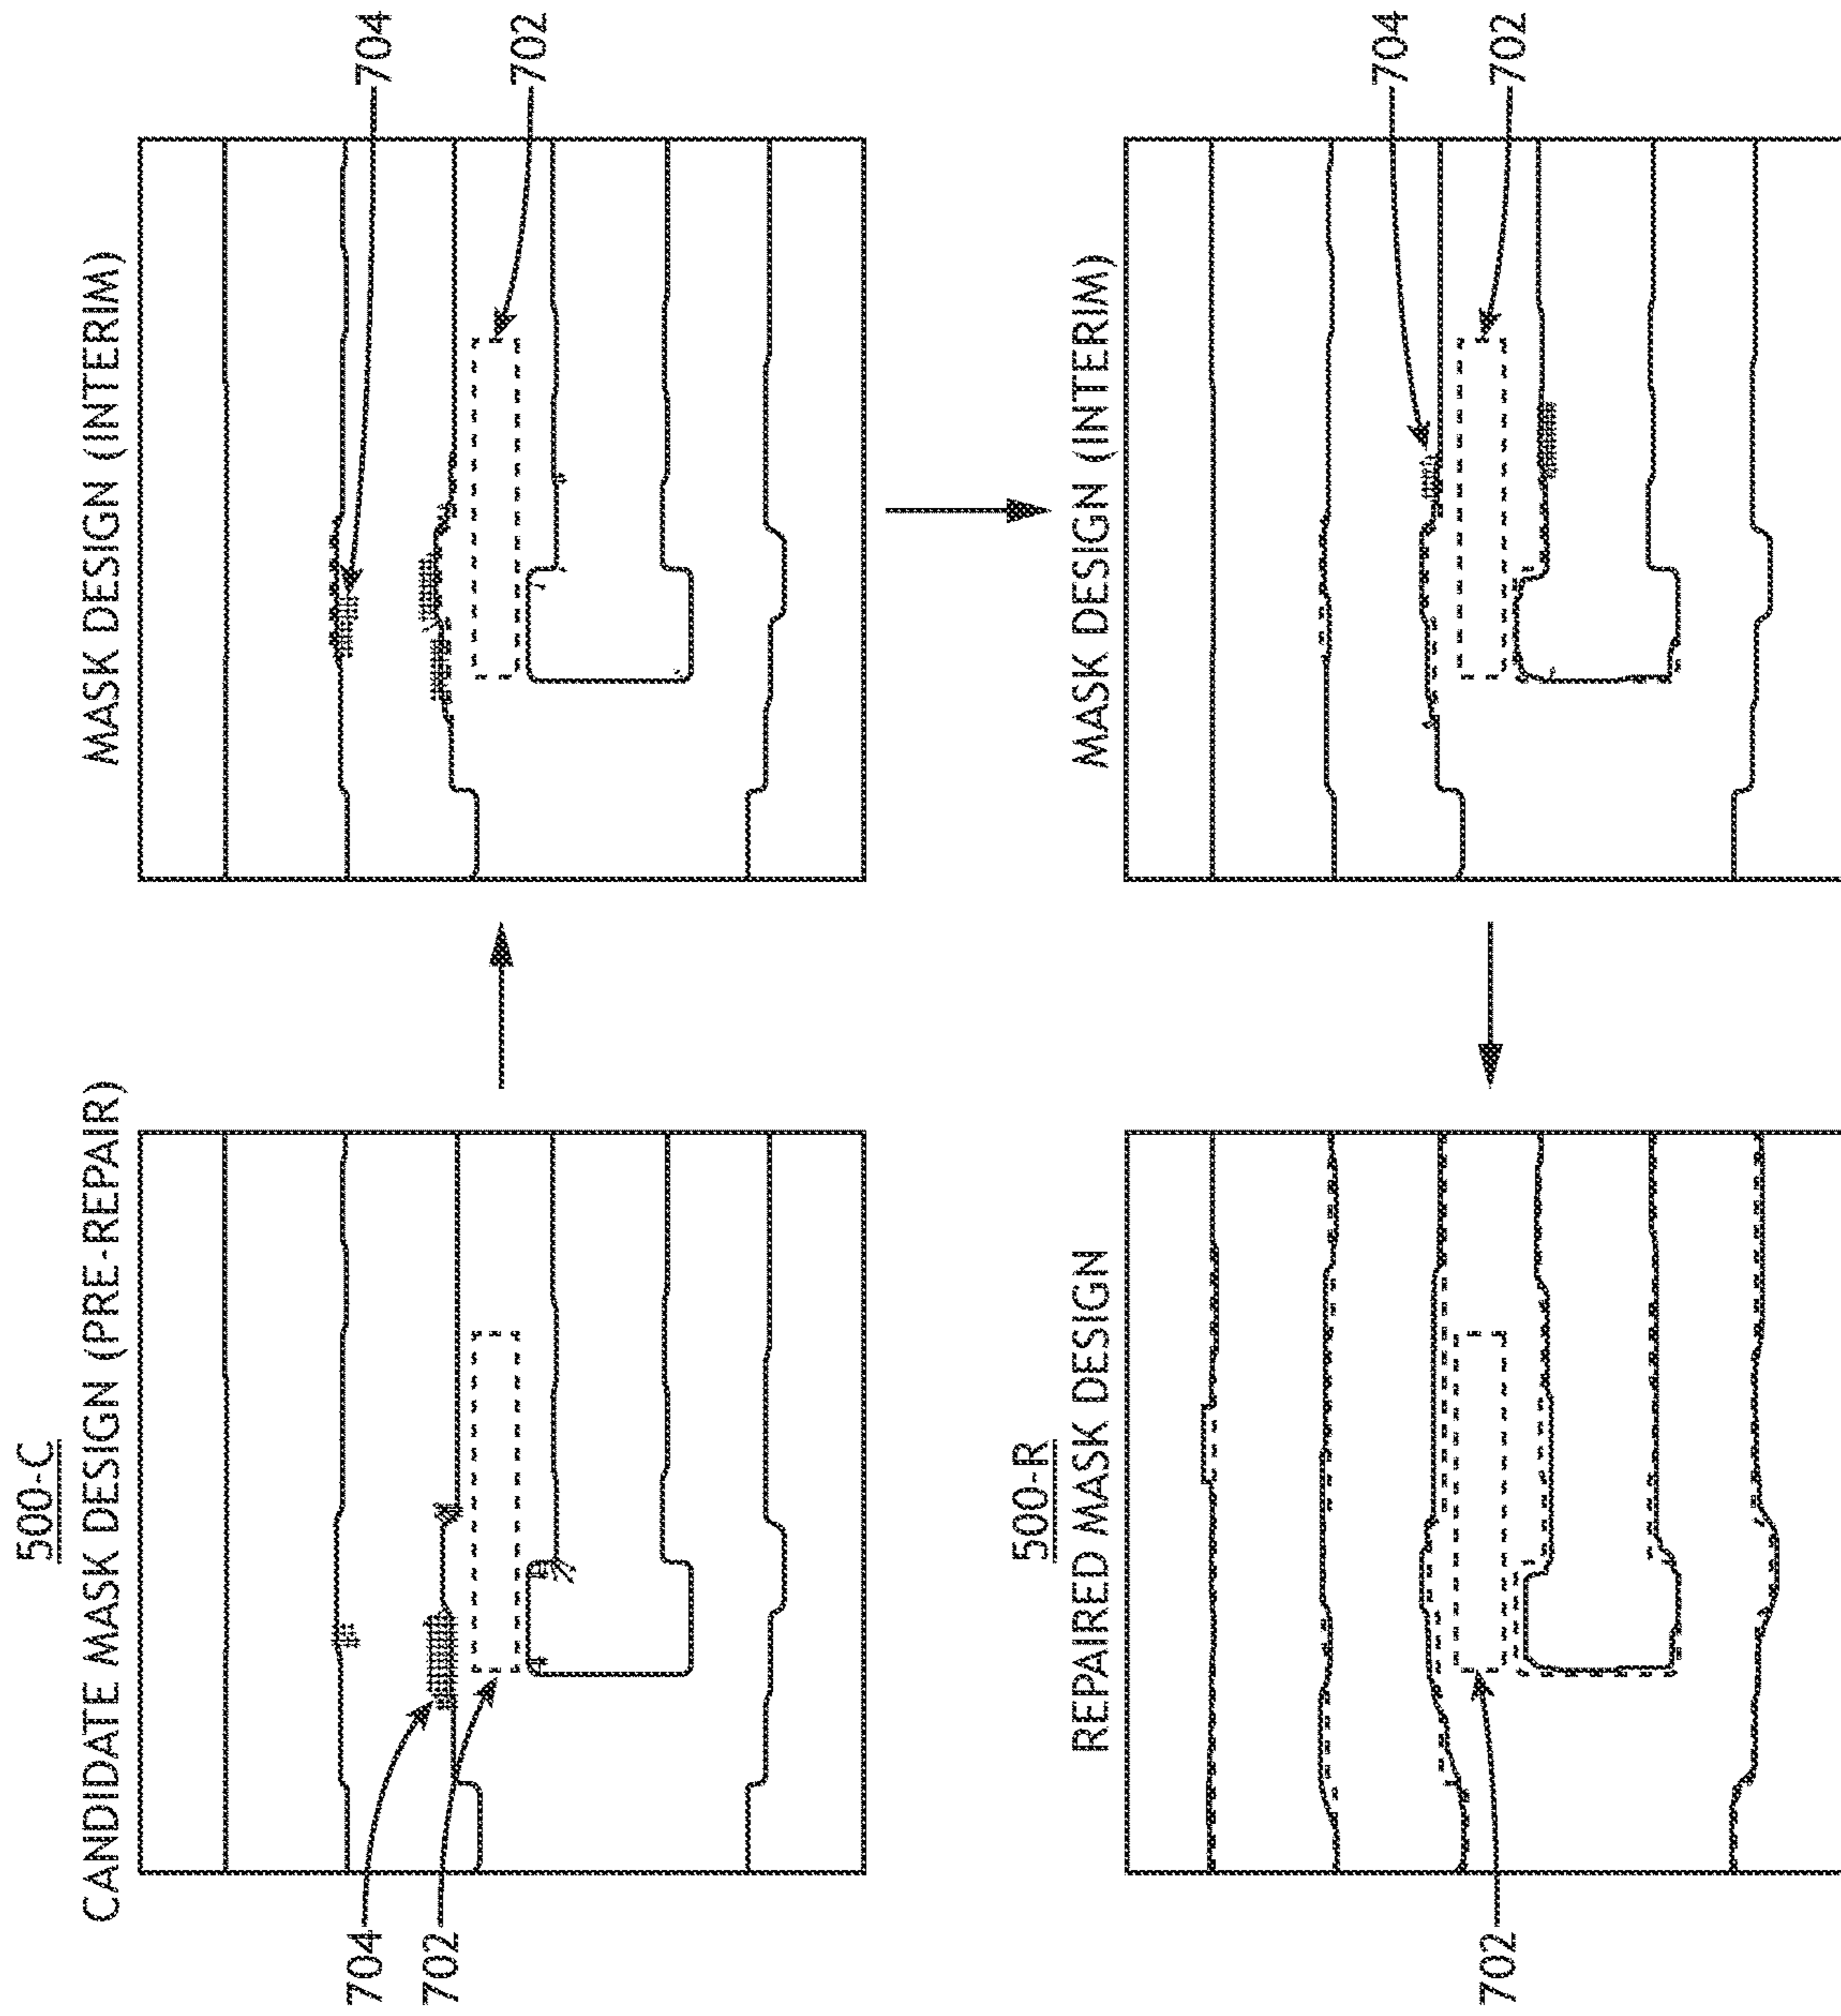 500-C
CANDIDATE MASK DESIGN (PRE-REPAIR)
704
702
MASK DESIGN (INTERIM)
704
702
500-R
REPAIRED MASK DESIGN
702
MASK DESIGN (INTERIM)
704
702